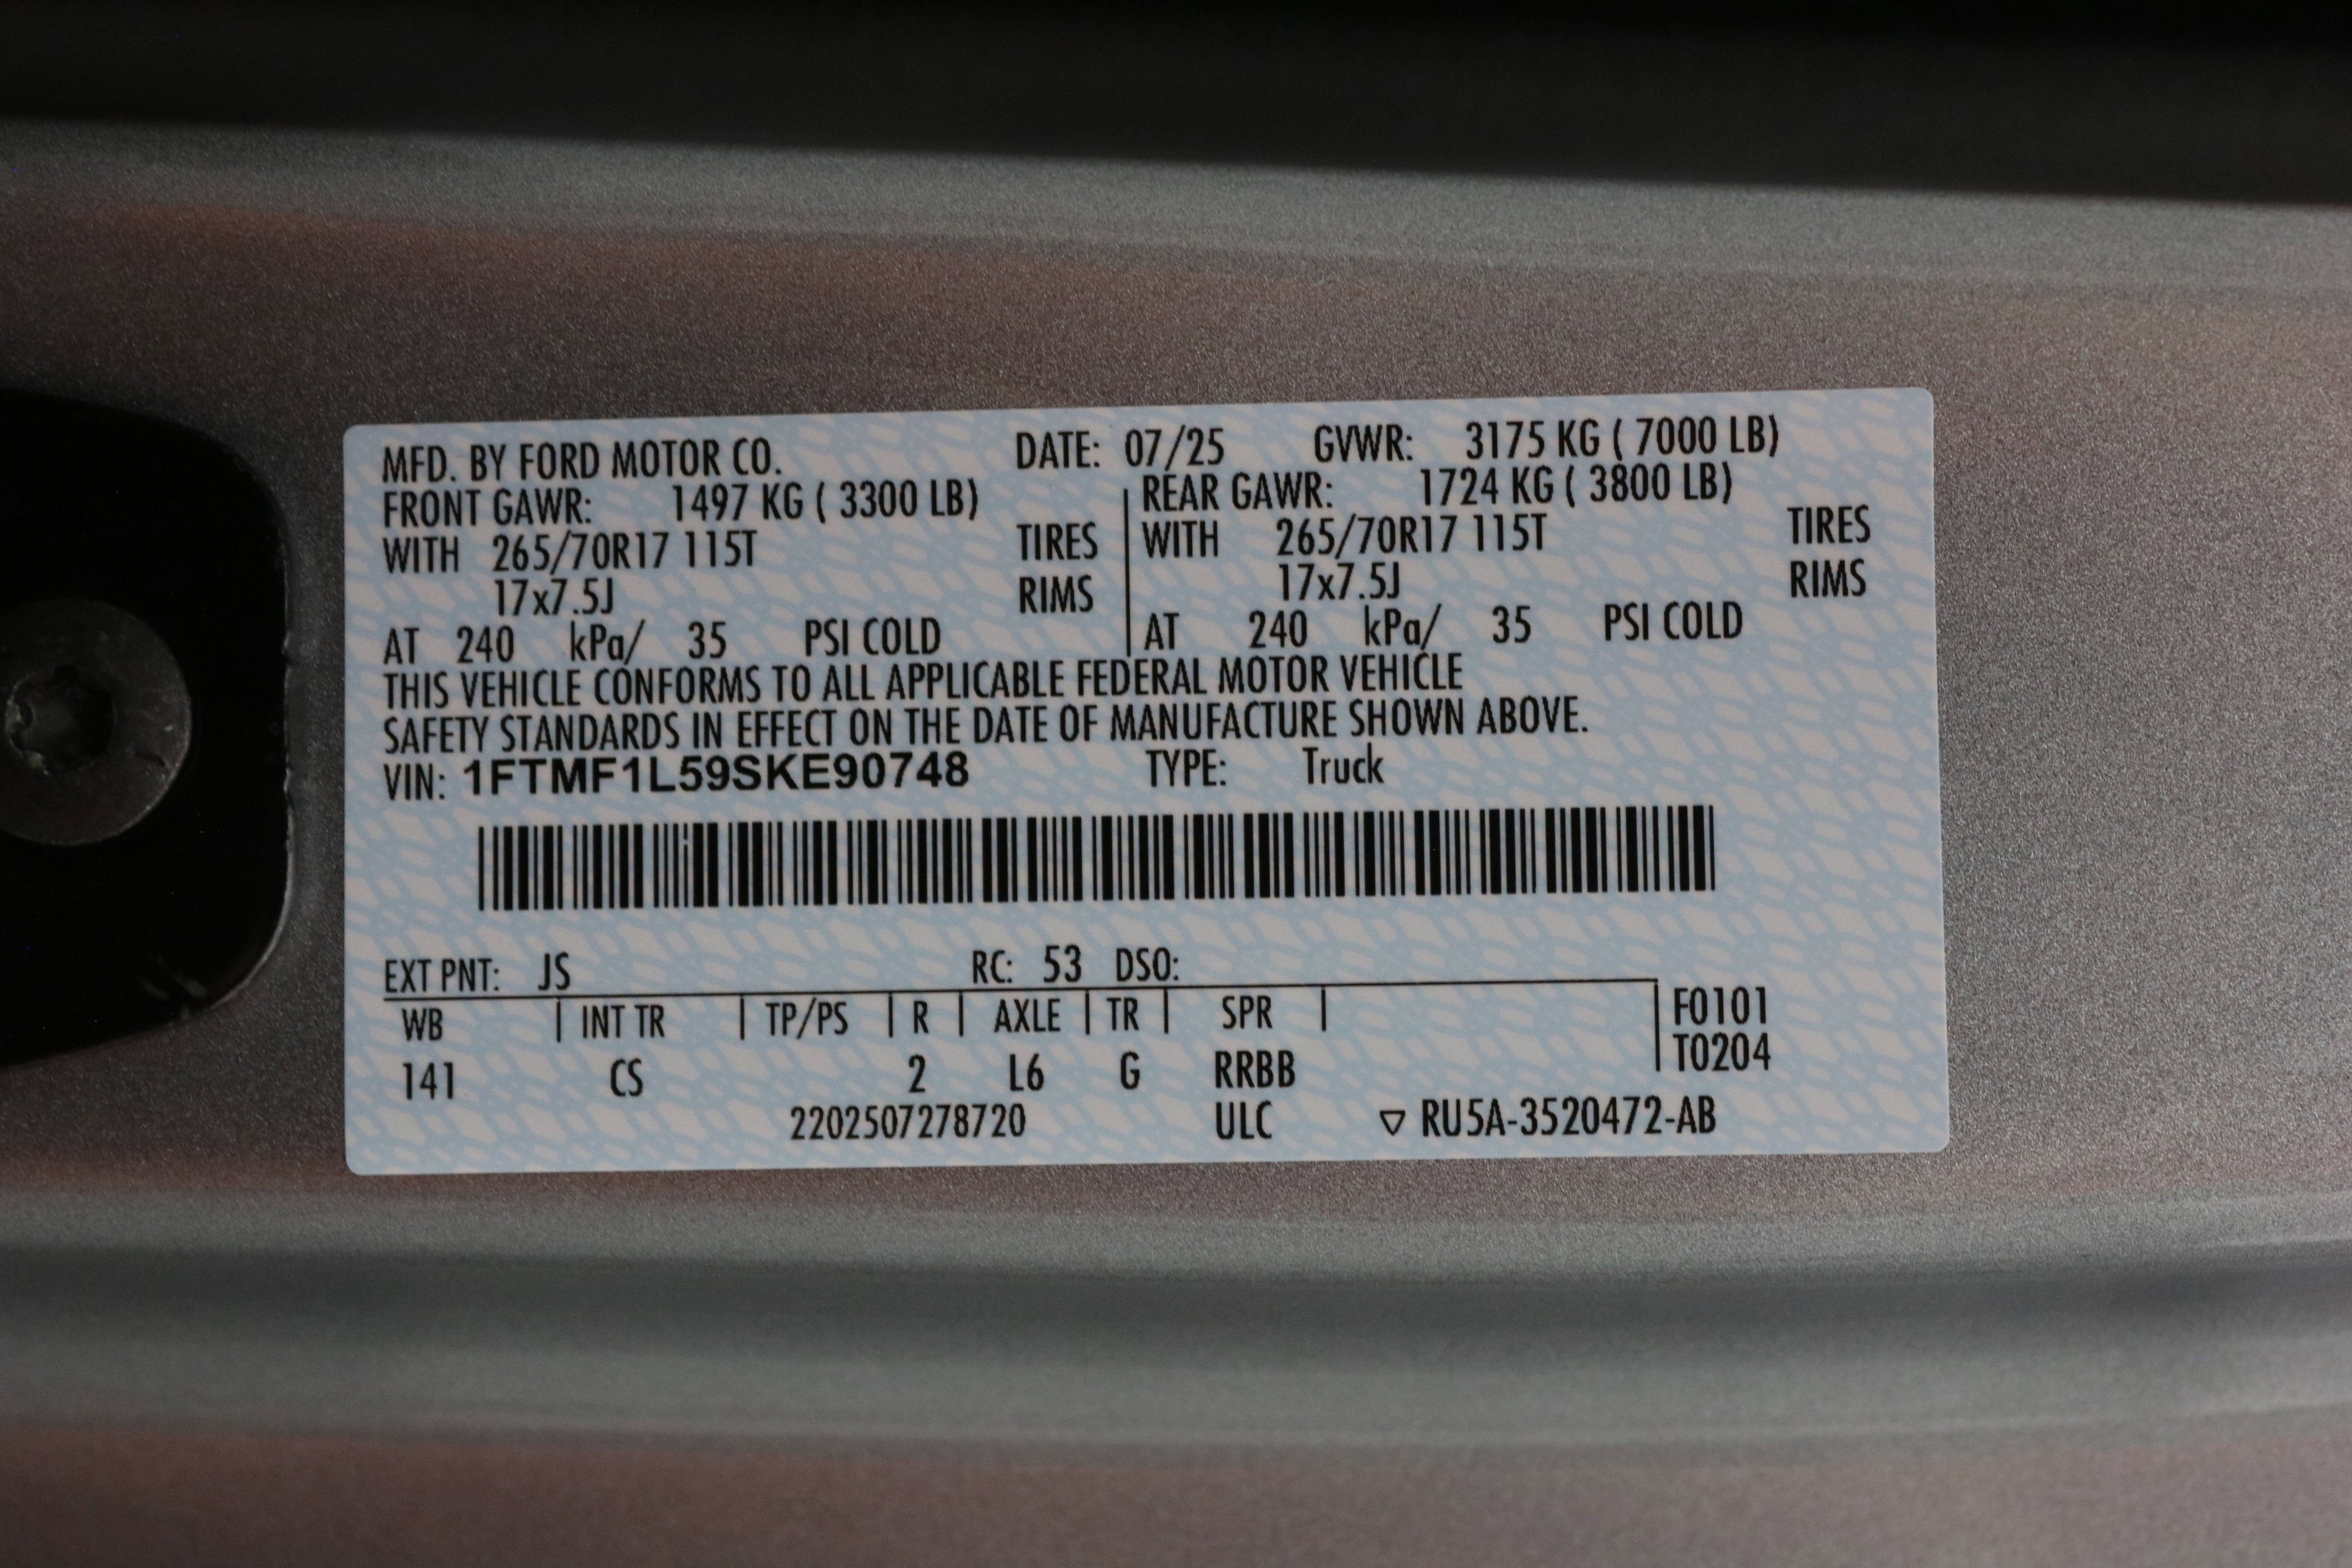 MFD. BY FORD MOTOR CO. DATE: 07/25 GVWR: 3175 KG ( 7000 LB)
FRONT GAWR: 1497 KG ( 3300 LB) REAR GAWR: 1724 KG ( 3800 LB)
WITH 265/70R17 115T TIRES WITH 265/70R17 115T TIRES
17x7.5J RIMS 17x7.5J RIMS
AT 240 kPa/ 35 PSI COLD AT 240 kPa/ 35 PSI COLD
THIS VEHICLE CONFORMS TO ALL APPLICABLE FEDERAL MOTOR VEHICLE
SAFETY STANDARDS IN EFFECT ON THE DATE OF MANUFACTURE SHOWN ABOVE.
VIN: 1FTMF1L59SKE90748 TYPE: Truck
EXT PNT: JS RC: 53 DSO:
WB INT TR TP/PS R AXLE TR SPR F0101
T0204
141 CS 2 L6 G RRBB
2202507278720 ULC ▽ RU5A-3520472-AB